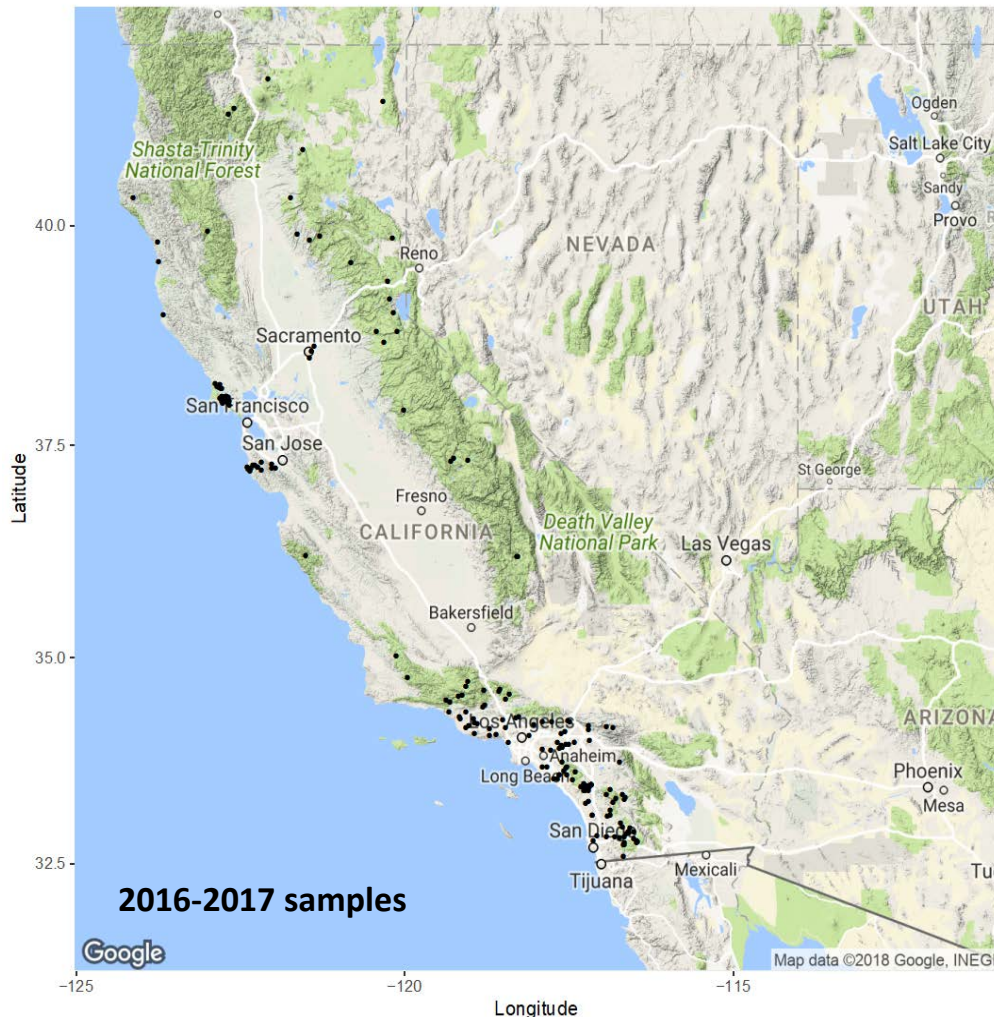 Ogden
Salt Lake City
Sandy
Provo
Shasta-Trinity
National Forest
40.0
Reno
NEVADA
UTAH
Sacramento
San Francisco
37.5
San Jose
St George
Latitude
Fresno
CALIFORNIA
Death Valley
National Park
Las Vegas
Bakersfield
35.0
Los Angeles
ARIZONA
Anaheim
Long Beach
Phoenix
Mesa
San Diego
32.5
Tijuana
Mexicali
Tu
2016-2017 samples
Google
Map data ©2018 Google, INEGI
−125
−120
−115
Longitude